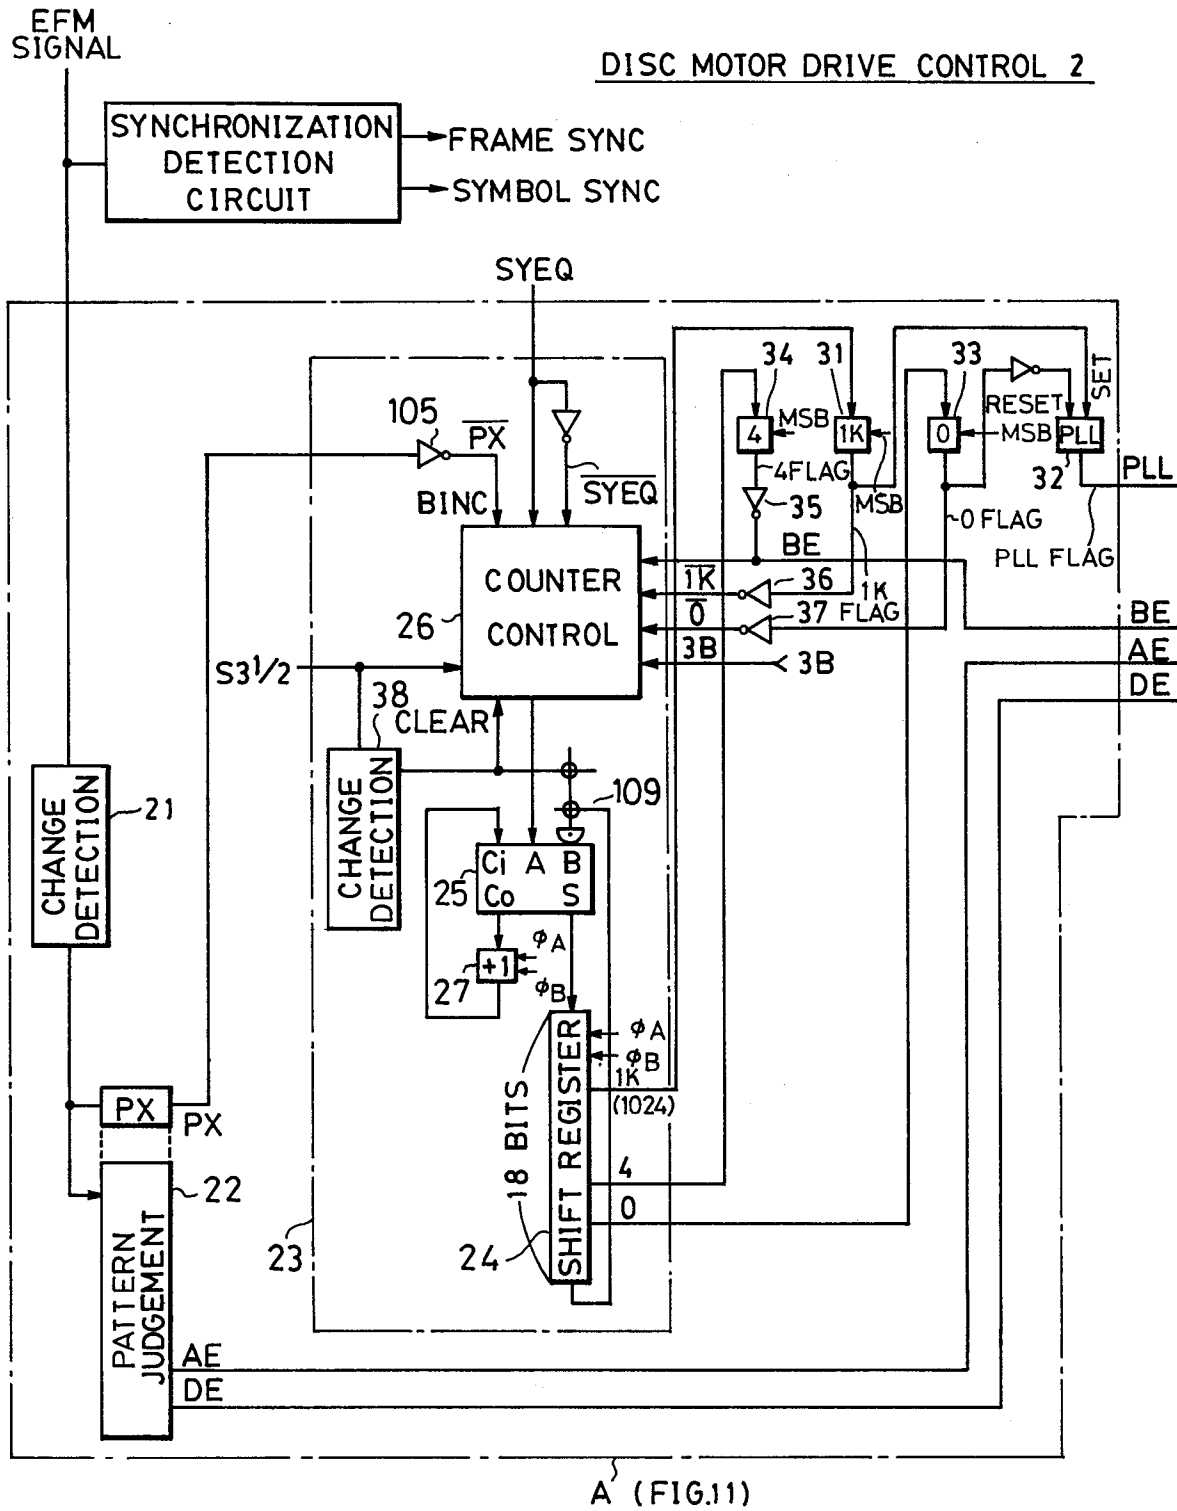 EFM
SIGNAL
DISC MOTOR DRIVE CONTROL 2
SYNCHRONIZATION
DETECTION
CIRCUIT
FRAME SYNC
SYMBOL SYNC
SYEQ
34
31
33
SET
105
PX
MSB
RESET
4
1K
0
MSB
PLL
32
PLL
4FLAG
SYEQ
BINC
35
MSB
0 FLAG
PLL FLAG
BE
COUNTER
CONTROL
26
1K
36
1K
FLAG
0
37
BE
3B
3B
AE
S3 1/2
DE
38
CLEAR
CHANGE
DETECTION
21
CHANGE
DETECTION
109
Ci A B
Co S
25
φA
+1
27
φB
φA
φB
1K
(1024)
18 BITS
SHIFT REGISTER
PX
PX
4
22
0
23
24
PATTERN
JUDGEMENT
AE
DE
A (FIG.11)